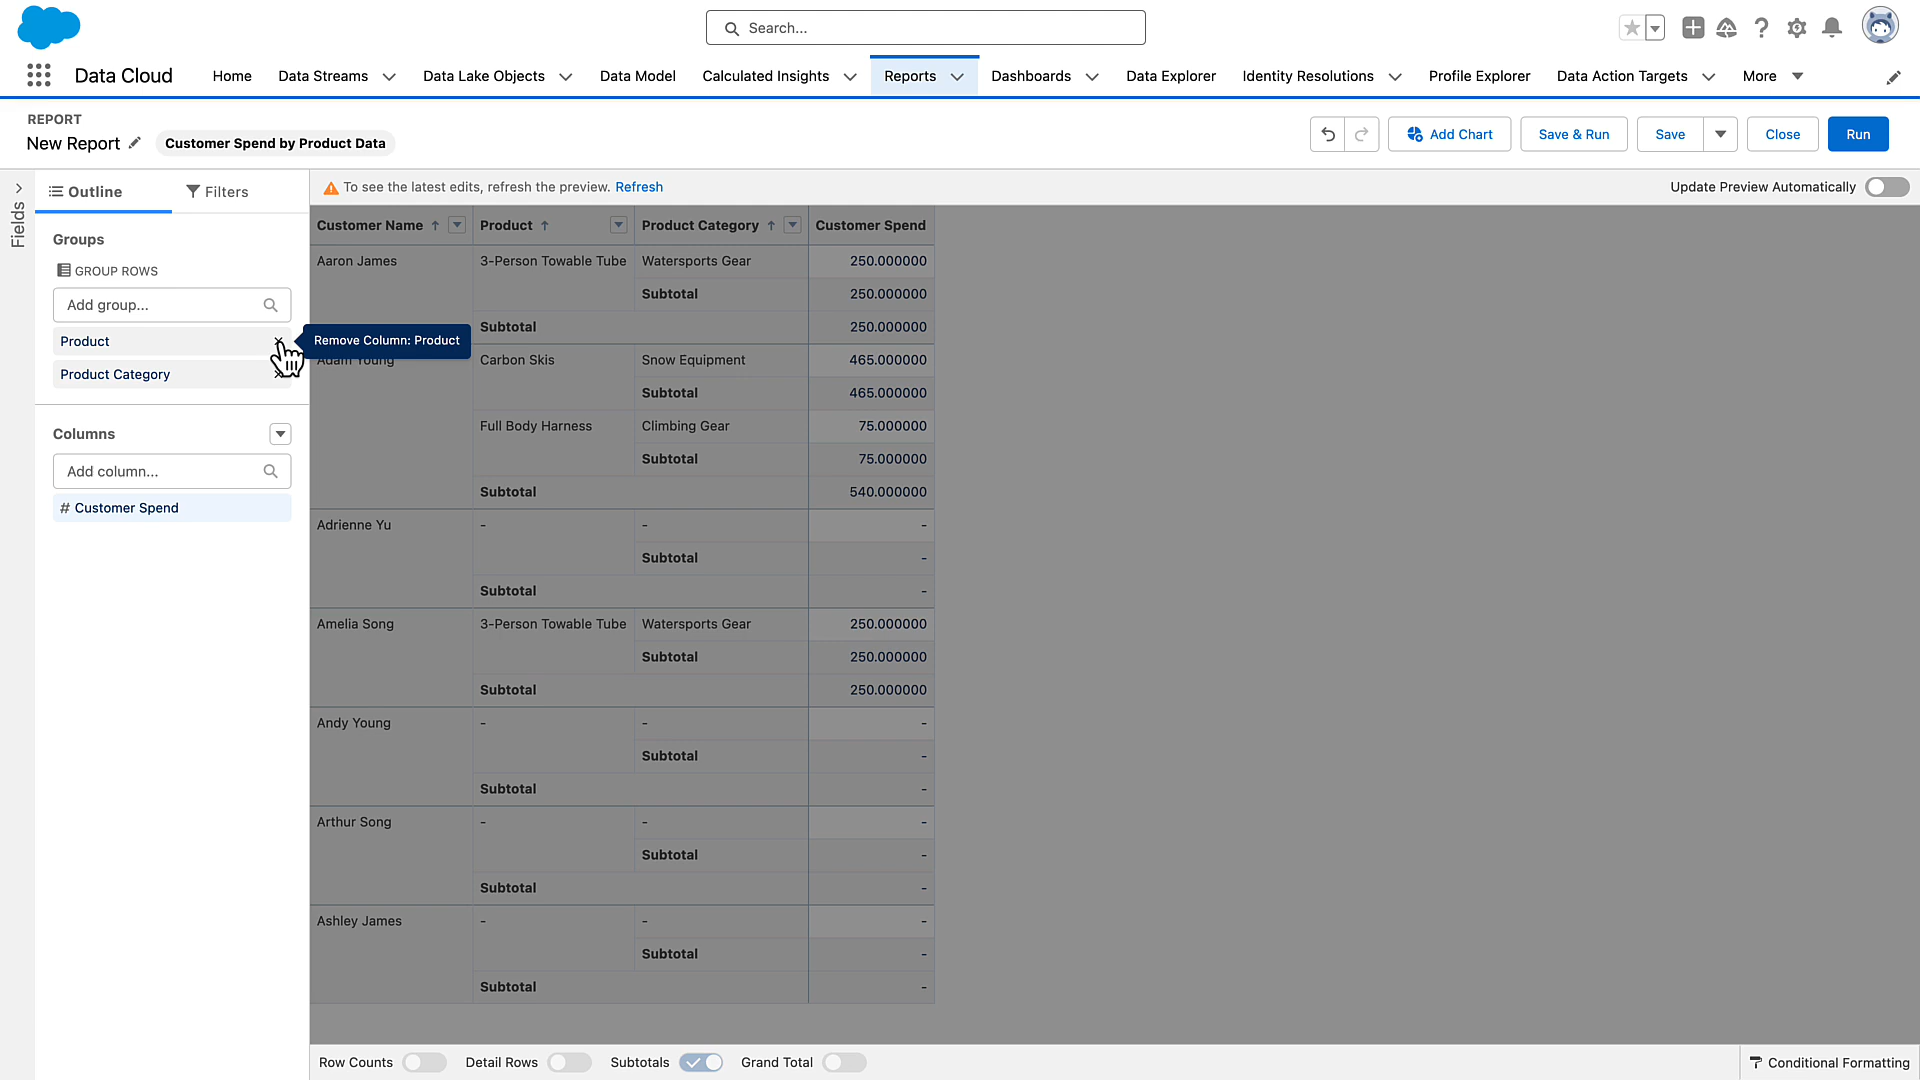 Search...
Data Cloud Home Data Streams Data Lake Objects Data Model Calculated Insights Reports Dashboards Data Explorer Identity Resolutions Profile Explorer Data Action Targets More
REPORT
New Report Customer Spend by Product Data Add Chart Save & Run Save Close Run
Fields
Outline Filters
To see the latest edits, refresh the preview. Refresh Update Preview Automatically
Groups
GROUP ROWS
Add group...
Product
Remove Column: Product
Product Category
Columns
Add column...
# Customer Spend
Customer Name Product Product Category Customer Spend
Aaron James 3-Person Towable Tube Watersports Gear 250.000000
Subtotal 250.000000
Subtotal 250.000000
Adam Young Carbon Skis Snow Equipment 465.000000
Subtotal 465.000000
Full Body Harness Climbing Gear 75.000000
Subtotal 75.000000
Subtotal 540.000000
Adrienne Yu - - -
Subtotal -
Subtotal -
Amelia Song 3-Person Towable Tube Watersports Gear 250.000000
Subtotal 250.000000
Subtotal 250.000000
Andy Young - - -
Subtotal -
Subtotal -
Arthur Song - - -
Subtotal -
Subtotal -
Ashley James - - -
Subtotal -
Subtotal -
Row Counts Detail Rows Subtotals Grand Total Conditional Formatting